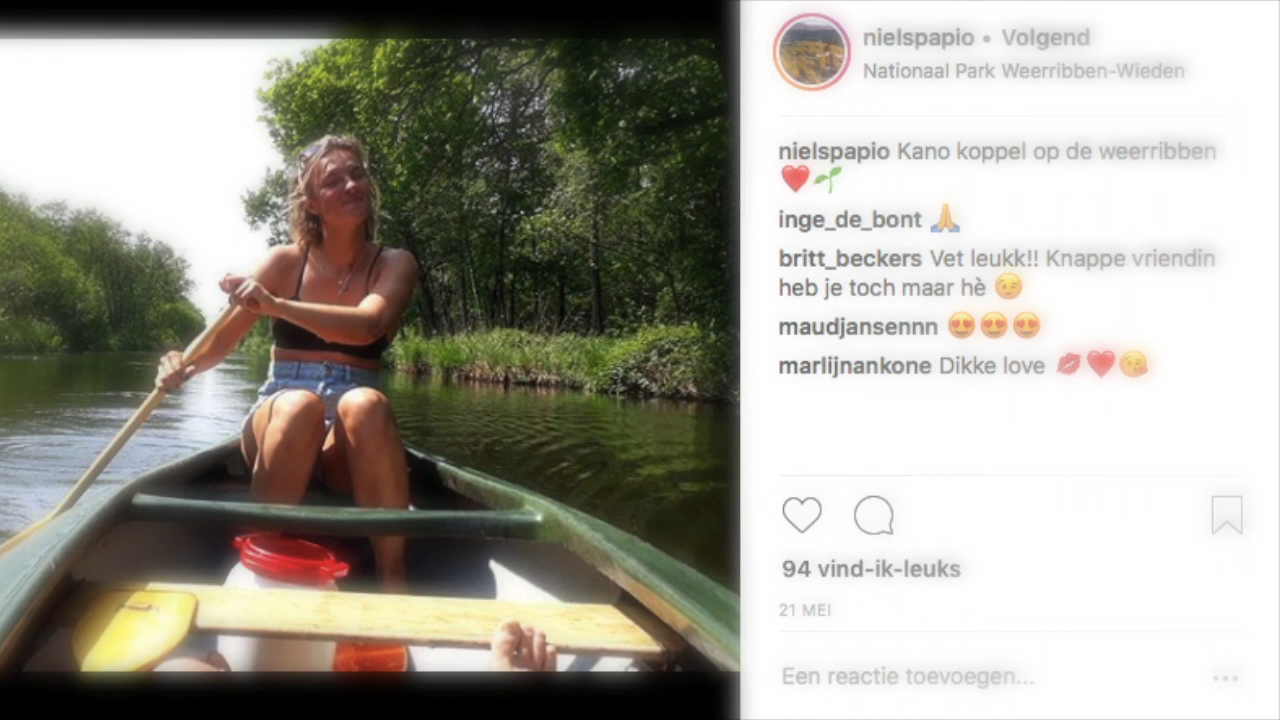 nielspapio • Volgend
Nationaal Park Weerribben-Wieden
nielspapio Kano koppel op de weerribben
❤️🌱
inge_de_bont 🙏
britt_beckers Vet leukk!! Knappe vriendin
heb je toch maar hè 😉
maudjansennn 😍😍😍
marlijnankone Dikke love 💋❤️😘
94 vind-ik-leuks
21 MEI
Een reactie toevoegen...